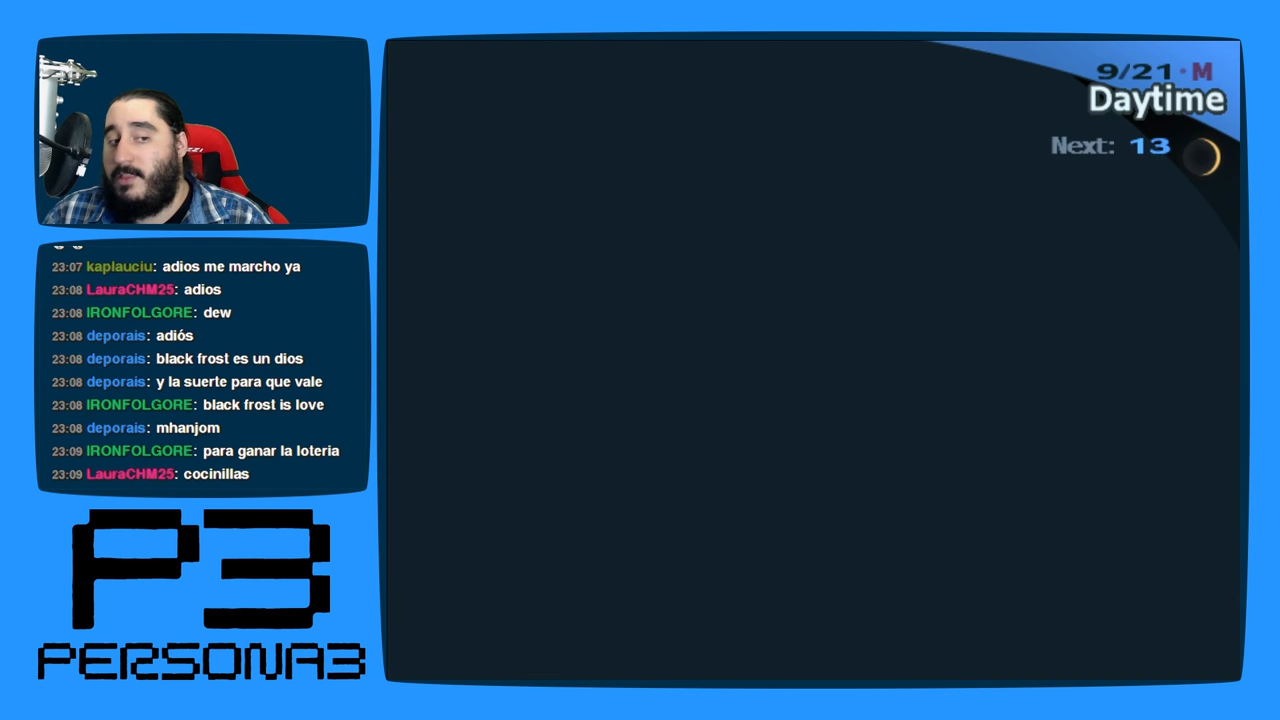 9/21 · M
Daytime
Next: 13
23:07 kaplauciu: adios me marcho ya
23:08 LauraCHM25: adios
23:08 IRONFOLGORE: dew
23:08 deporais: adiós
23:08 deporais: black frost es un dios
23:08 deporais: y la suerte para que vale
23:08 IRONFOLGORE: black frost is love
23:08 deporais: mhanjom
23:09 IRONFOLGORE: para ganar la loteria
23:09 LauraCHM25: cocinillas
P3
PERSONA3